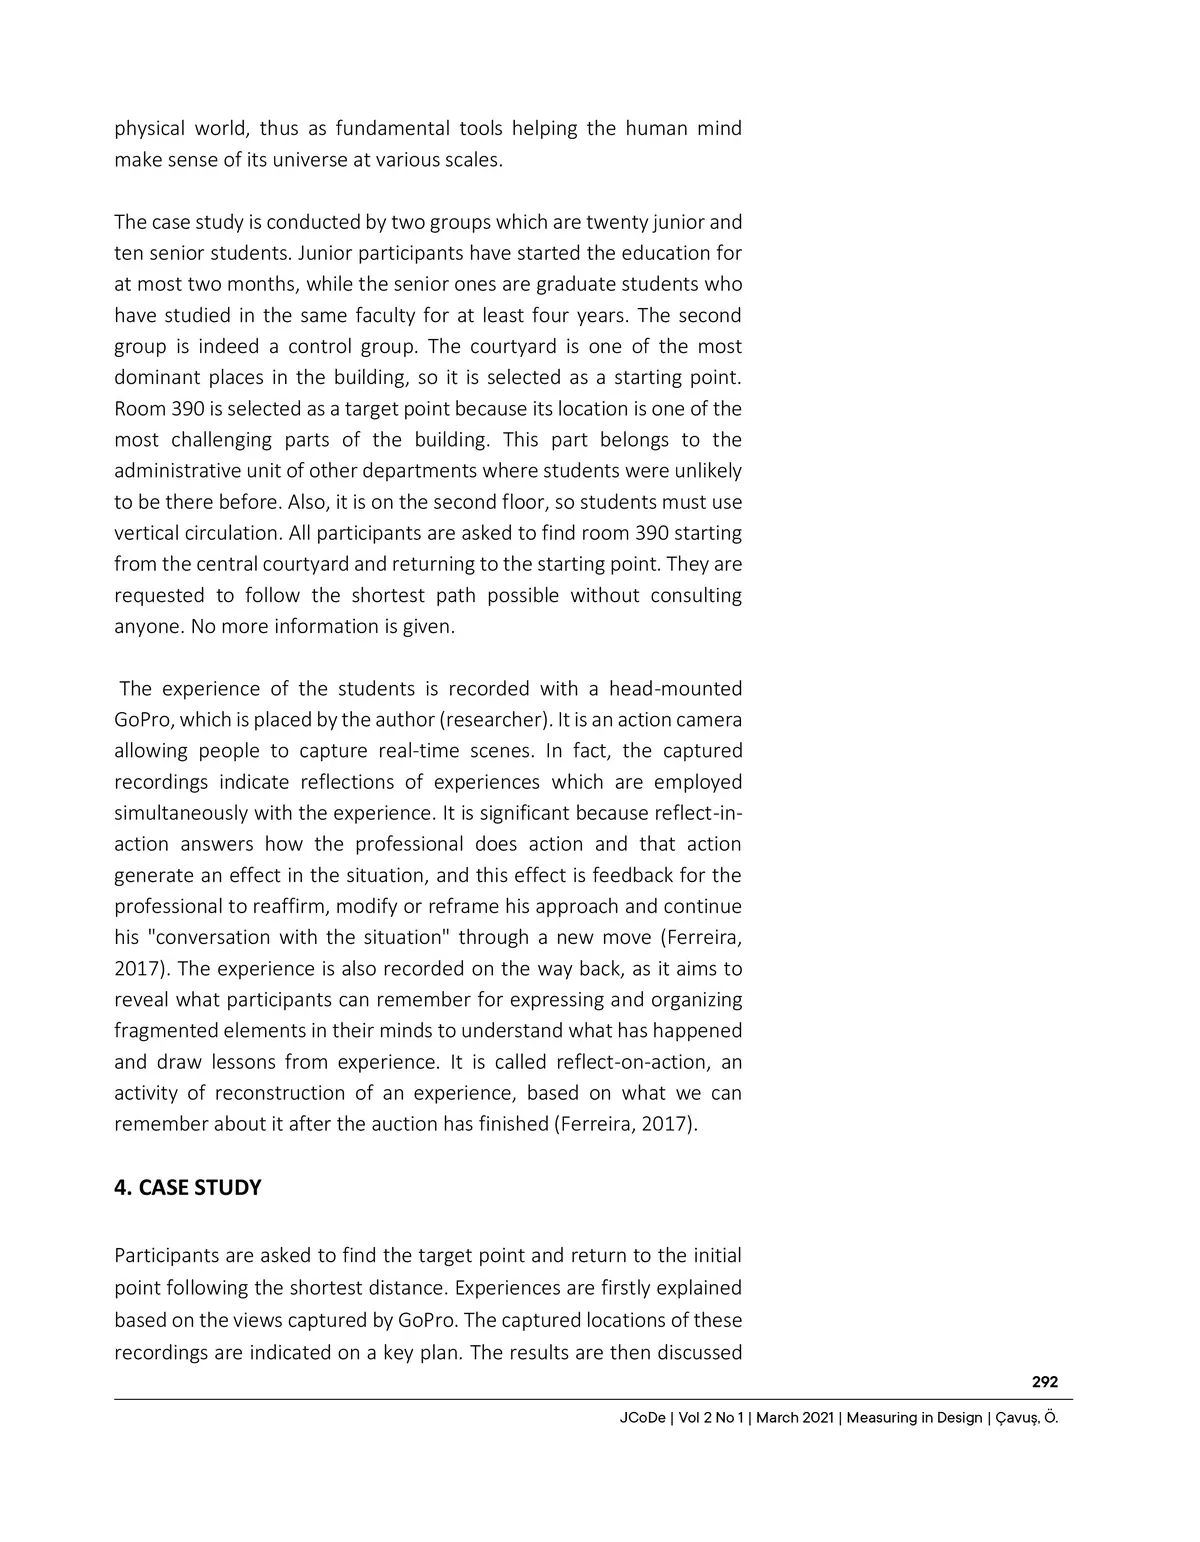 physical world, thus as fundamental tools helping the human mind
make sense of its universe at various scales.
The case study is conducted by two groups which are twenty junior and
ten senior students. Junior participants have started the education for
at most two months, while the senior ones are graduate students who
have studied in the same faculty for at least four years. The second
group is indeed a control group. The courtyard is one of the most
dominant places in the building, so it is selected as a starting point.
Room 390 is selected as a target point because its location is one of the
most challenging parts of the building. This part belongs to the
administrative unit of other departments where students were unlikely
to be there before. Also, it is on the second floor, so students must use
vertical circulation. All participants are asked to find room 390 starting
from the central courtyard and returning to the starting point. They are
requested to follow the shortest path possible without consulting
anyone. No more information is given.
The experience of the students is recorded with a head-mounted
GoPro, which is placed by the author (researcher). It is an action camera
allowing people to capture real-time scenes. In fact, the captured
recordings indicate reflections of experiences which are employed
simultaneously with the experience. It is significant because reflect-in-
action answers how the professional does action and that action
generate an effect in the situation, and this effect is feedback for the
professional to reaffirm, modify or reframe his approach and continue
his "conversation with the situation" through a new move (Ferreira,
2017). The experience is also recorded on the way back, as it aims to
reveal what participants can remember for expressing and organizing
fragmented elements in their minds to understand what has happened
and draw lessons from experience. It is called reflect-on-action, an
activity of reconstruction of an experience, based on what we can
remember about it after the auction has finished (Ferreira, 2017).
4. CASE STUDY
Participants are asked to find the target point and return to the initial
point following the shortest distance. Experiences are firstly explained
based on the views captured by GoPro. The captured locations of these
recordings are indicated on a key plan. The results are then discussed
292
JCoDe | Vol 2 No 1 | March 2021 | Measuring in Design | Çavuş, Ö.